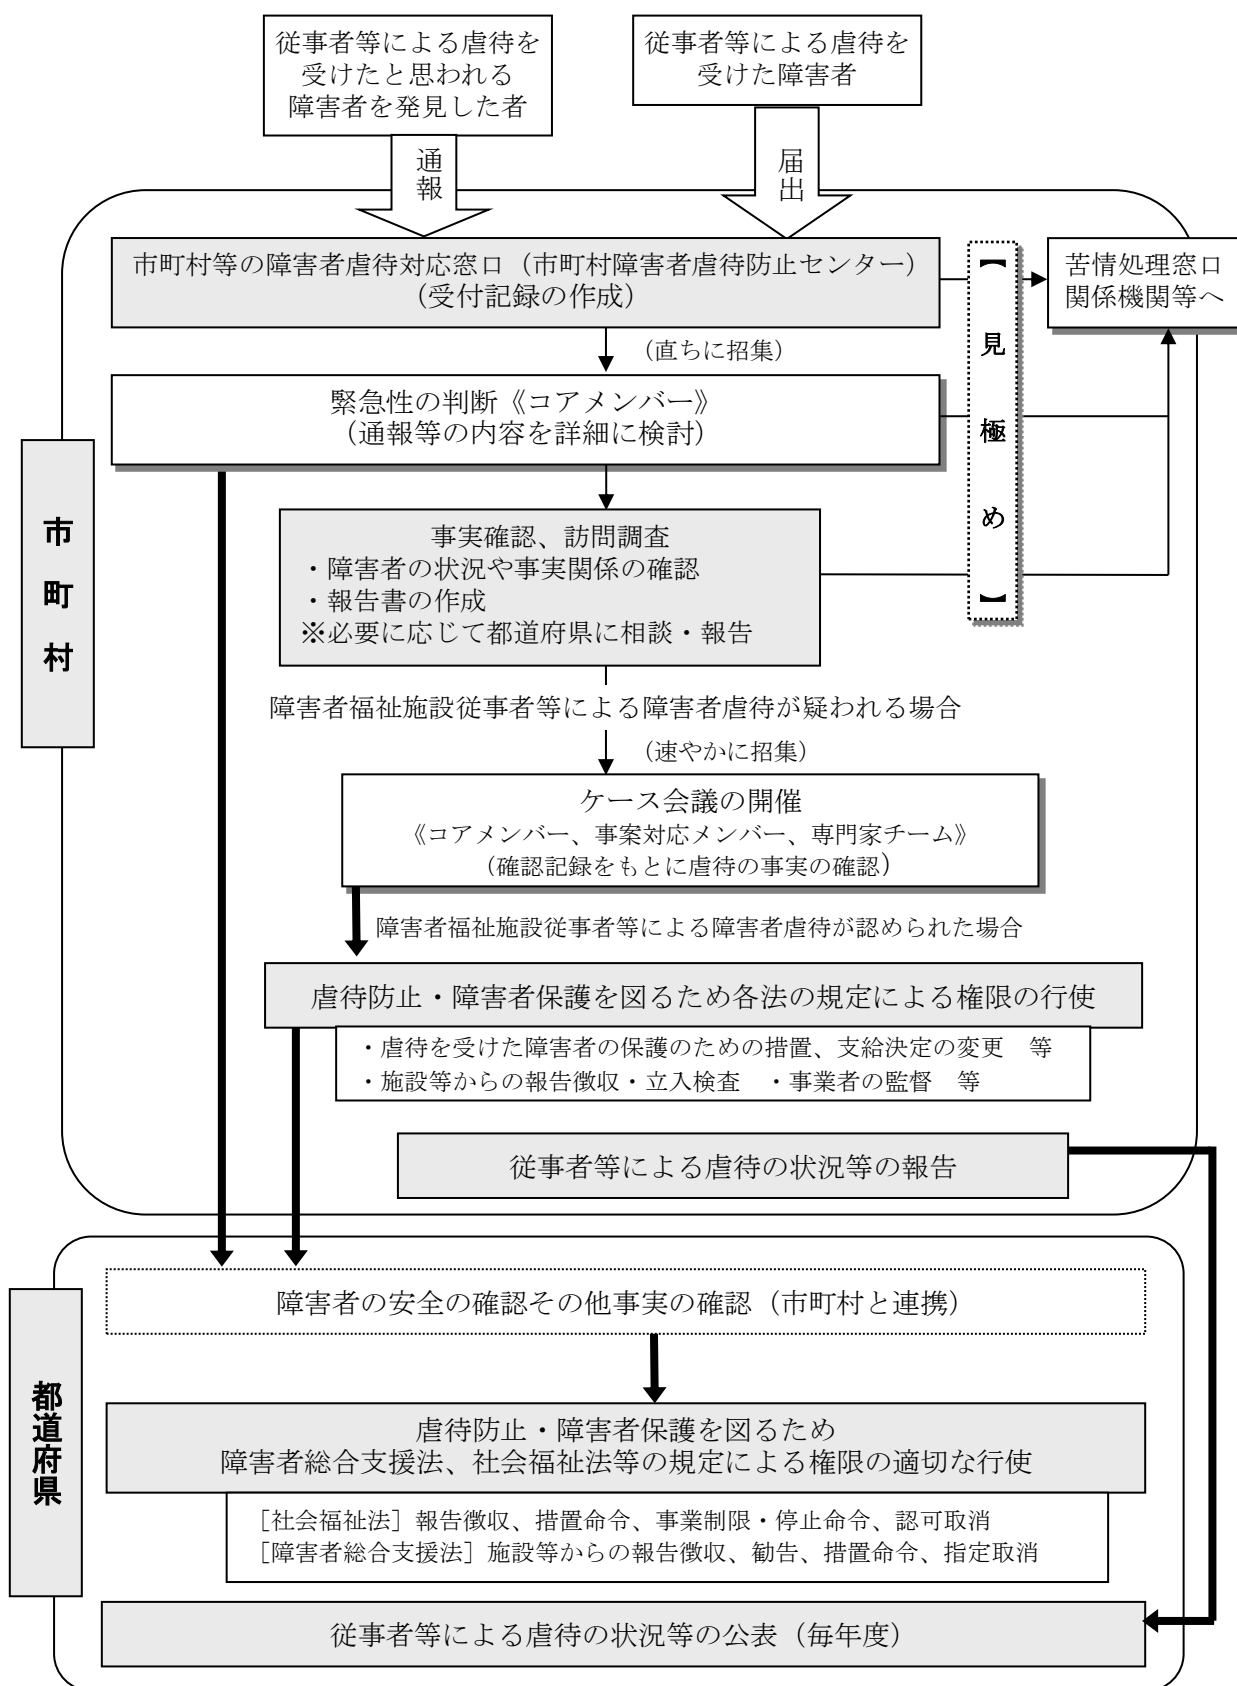 従事者等による虐待を
受けたと思われる
障害者を発見した者
従事者等による虐待を
受けた障害者
通報
届出
市町村等の障害者虐待対応窓口（市町村障害者虐待防止センター）
（受付記録の作成）
【見極め】
苦情処理窓口
関係機関等へ
（直ちに招集）
緊急性の判断《コアメンバー》
（通報等の内容を詳細に検討）
市町村
事実確認、訪問調査
・障害者の状況や事実関係の確認
・報告書の作成
※必要に応じて都道府県に相談・報告
障害者福祉施設従事者等による障害者虐待が疑われる場合
（速やかに招集）
ケース会議の開催
《コアメンバー、事案対応メンバー、専門家チーム》
（確認記録をもとに虐待の事実の確認）
障害者福祉施設従事者等による障害者虐待が認められた場合
虐待防止・障害者保護を図るため各法の規定による権限の行使
・虐待を受けた障害者の保護のための措置、支給決定の変更　等
・施設等からの報告徴収・立入検査　・事業者の監督　等
従事者等による虐待の状況等の報告
都道府県
障害者の安全の確認その他事実の確認（市町村と連携）
虐待防止・障害者保護を図るため
障害者総合支援法、社会福祉法等の規定による権限の適切な行使
［社会福祉法］報告徴収、措置命令、事業制限・停止命令、認可取消
［障害者総合支援法］施設等からの報告徴収、勧告、措置命令、指定取消
従事者等による虐待の状況等の公表（毎年度）